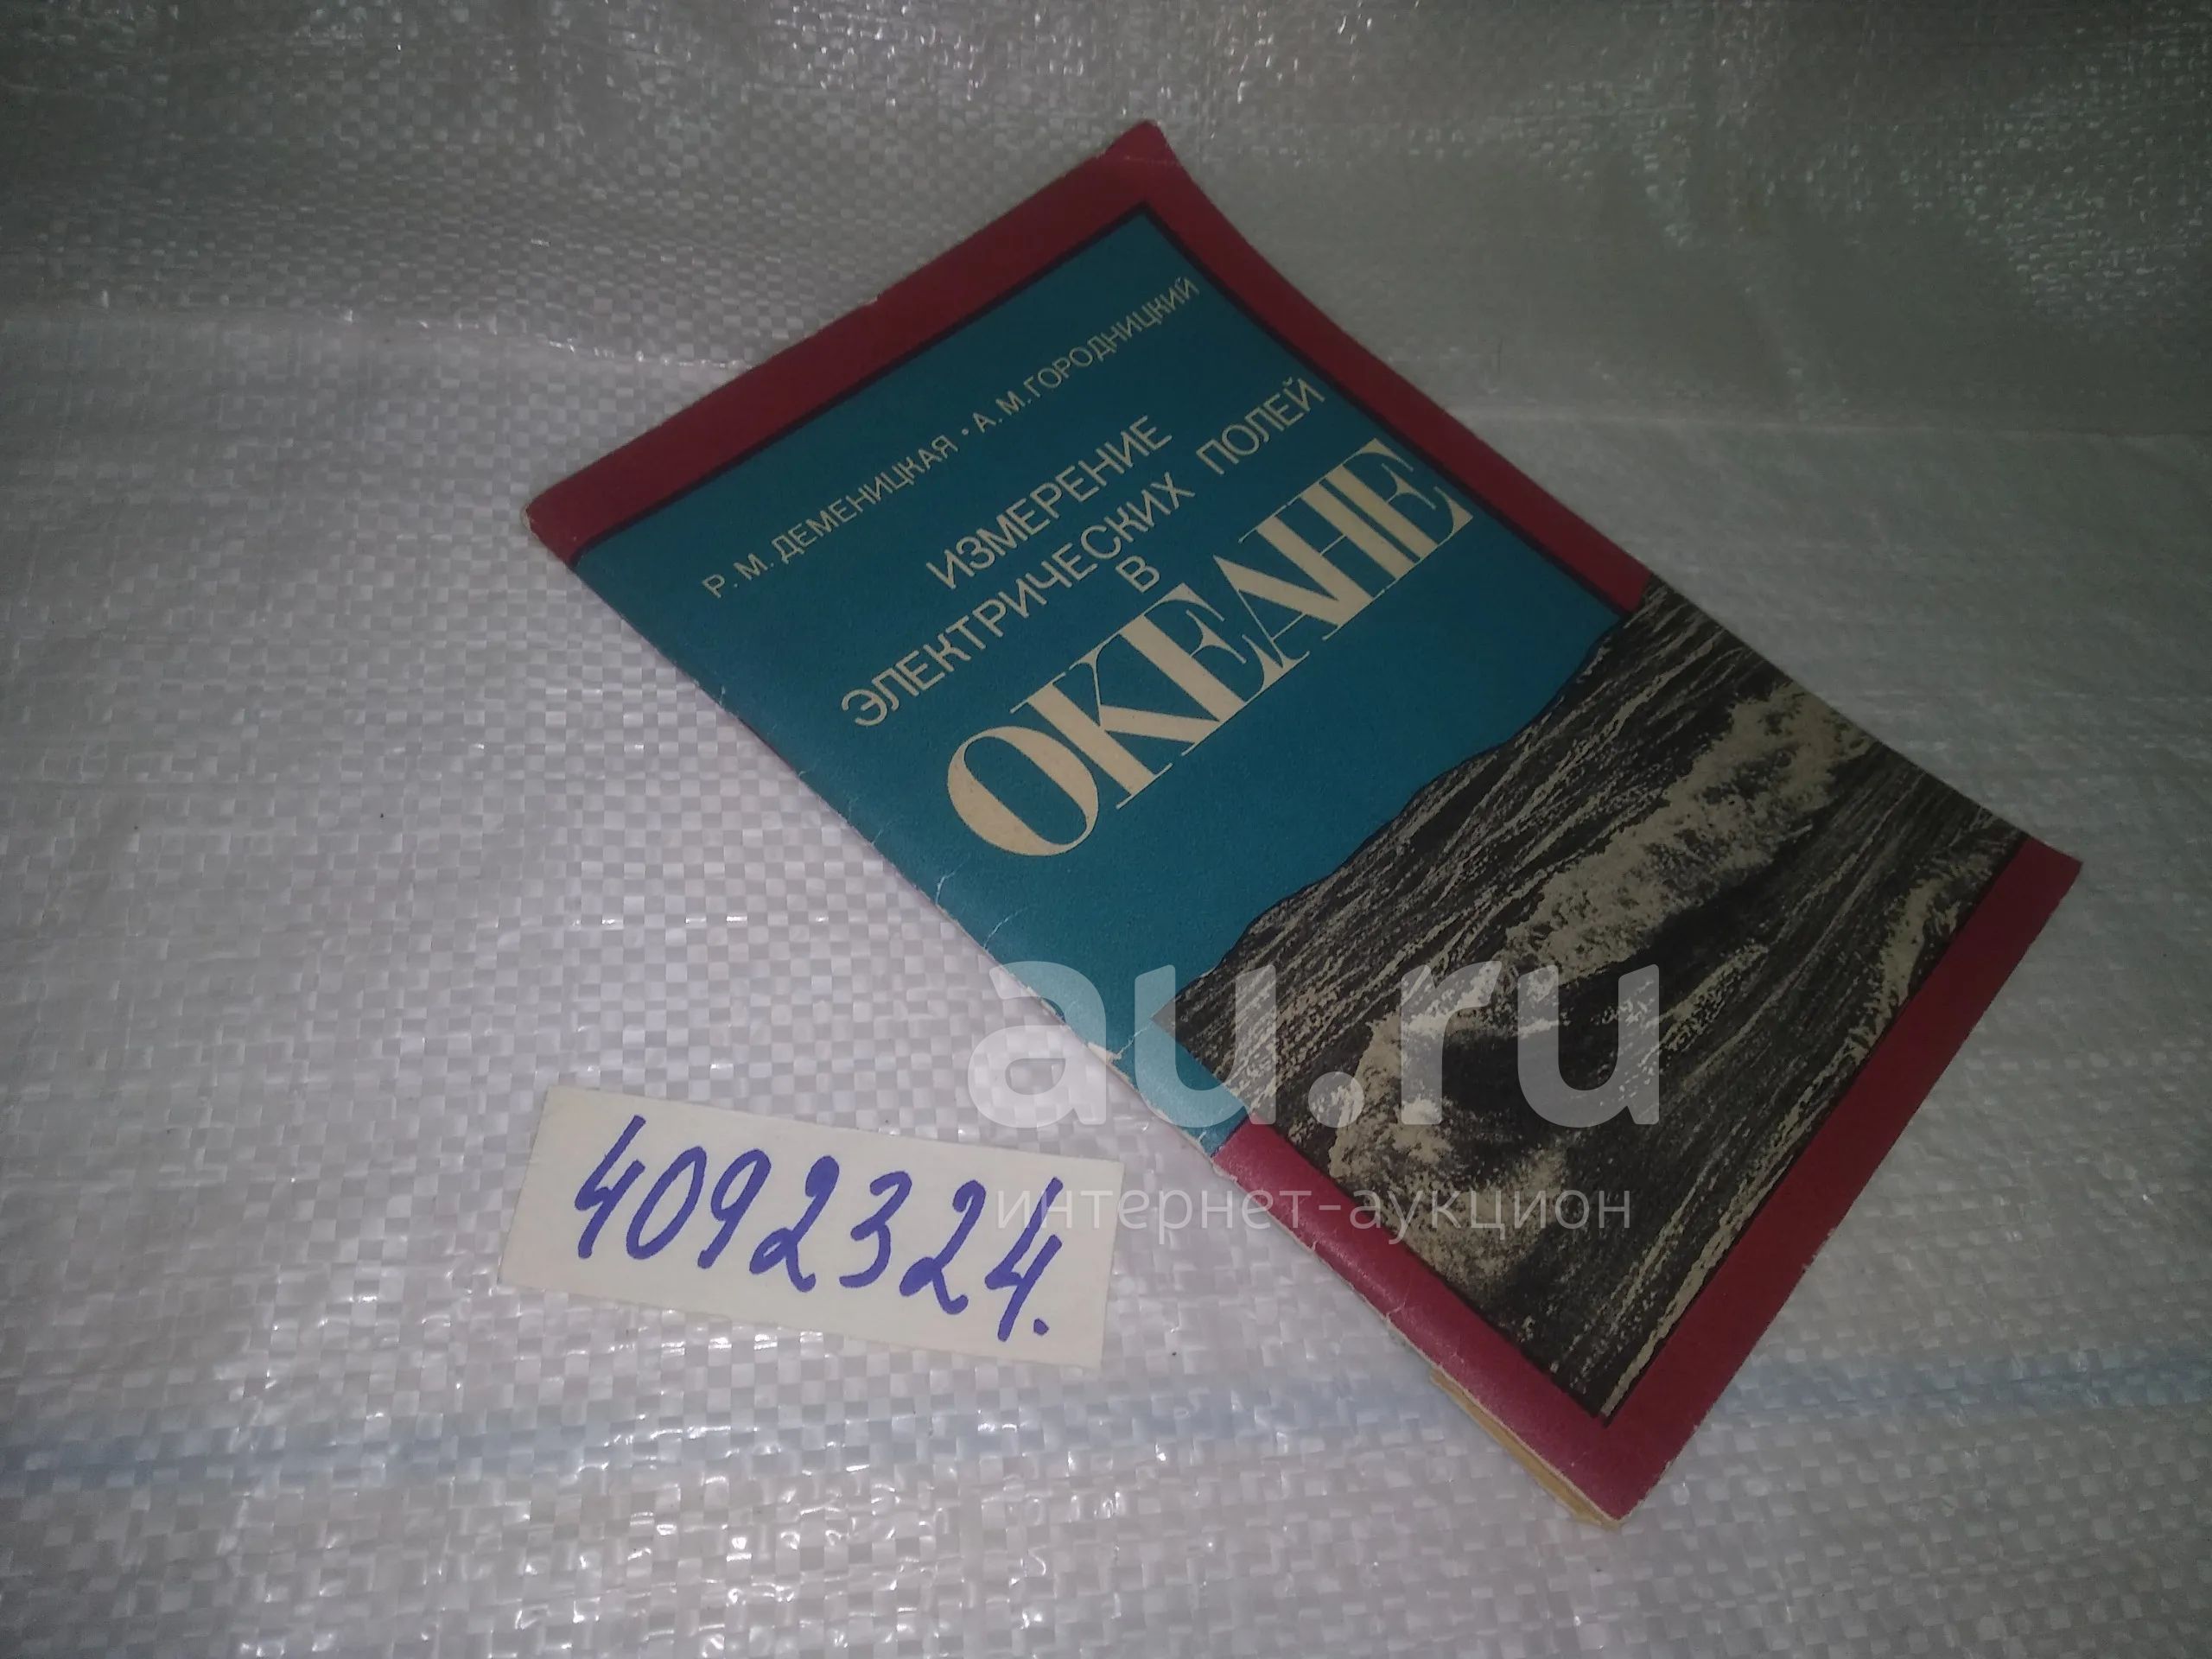 Р. М. ДЕМЕНИЦКАЯ • А. М. ГОРОДНИЦКИЙ
ИЗМЕРЕНИЕ
ЭЛЕКТРИЧЕСКИХ ПОЛЕЙ
В
ОКЕАНЕ
au.ru
интернет-аукцион
4092324.